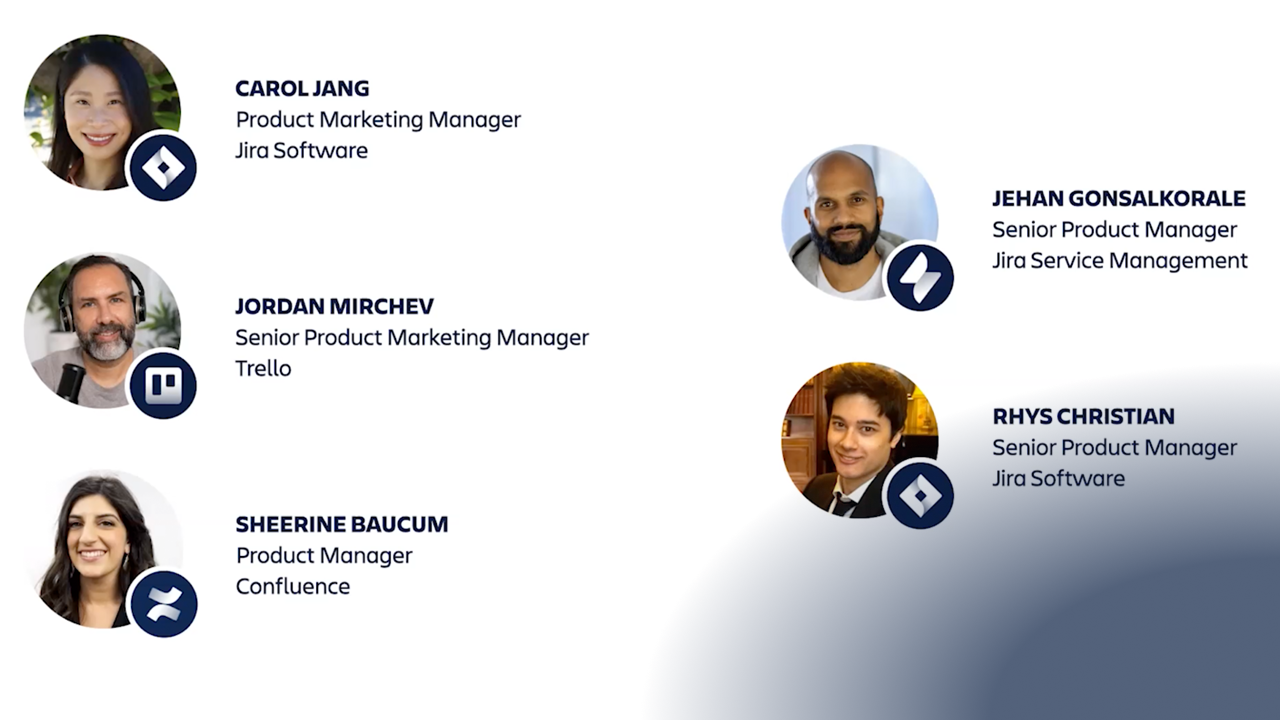 CAROL JANG
Product Marketing Manager
Jira Software
JORDAN MIRCHEV
Senior Product Marketing Manager
Trello
SHEERINE BAUCUM
Product Manager
Confluence
JEHAN GONSALKORALE
Senior Product Manager
Jira Service Management
RHYS CHRISTIAN
Senior Product Manager
Jira Software